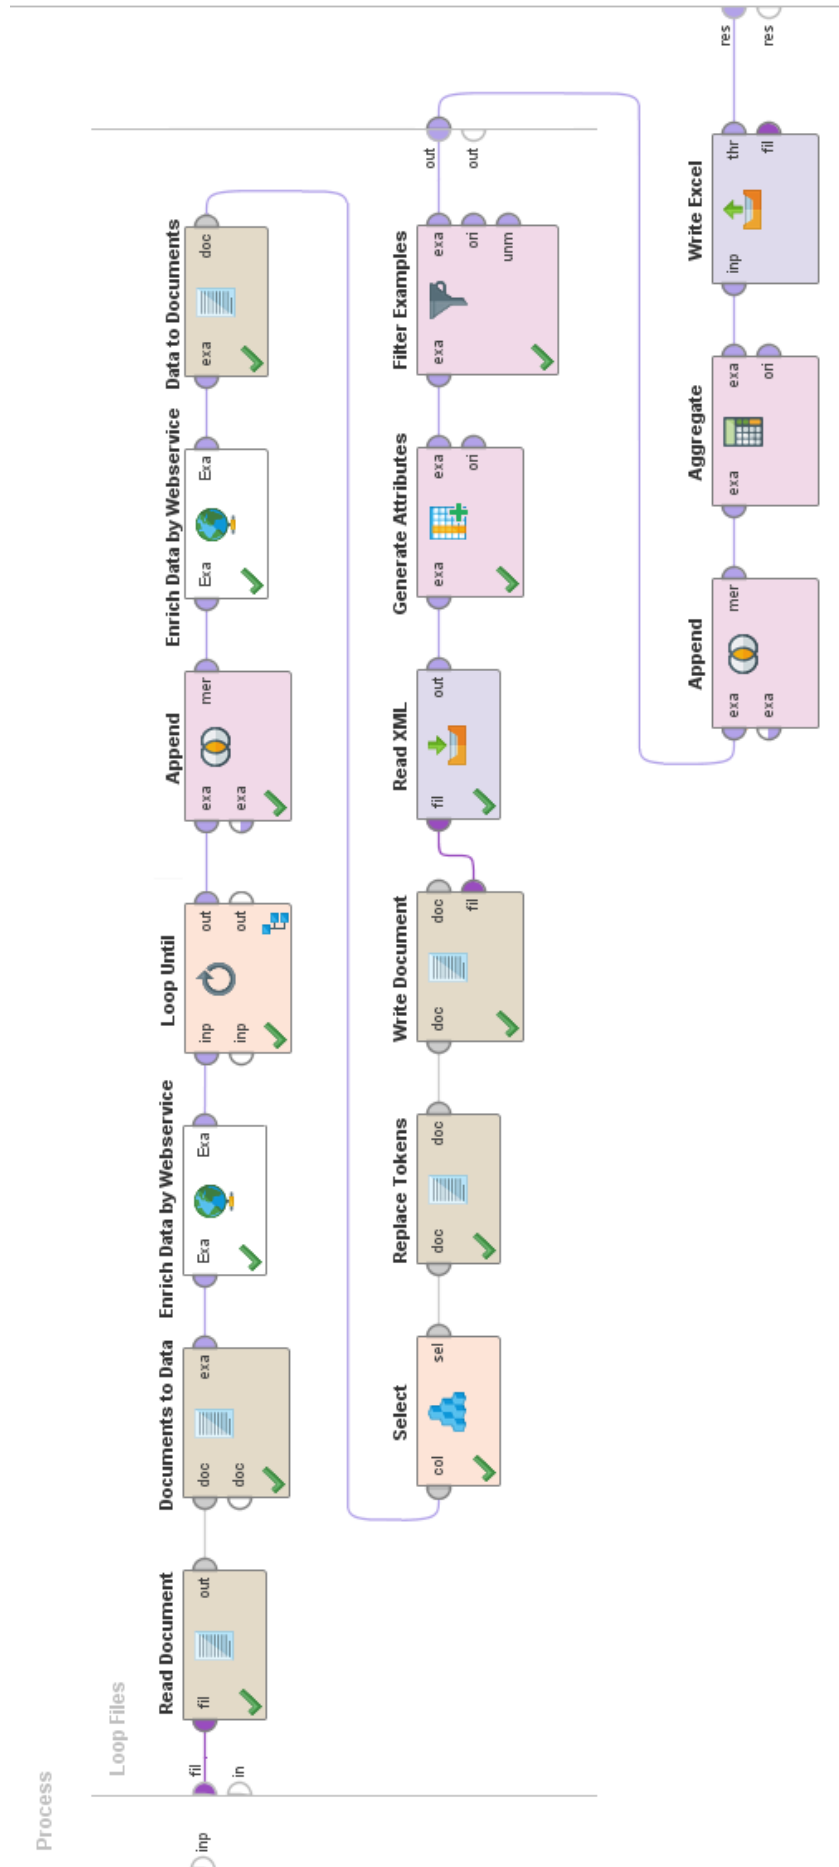 Process
Loop Files
inp
fil
in
Read Document
fil
out
Documents to Data
doc
doc
exa
Enrich Data by Webservice
Exa
Exa
Loop Until
inp
inp
out
out
Append
exa
exa
mer
Enrich Data by Webservice
Exa
Exa
Data to Documents
exa
doc
Select
col
sel
Replace Tokens
doc
doc
Write Document
doc
doc
fil
Read XML
fil
out
Generate Attributes
exa
exa
ori
Filter Examples
exa
exa
ori
unm
out
out
Append
exa
exa
mer
Aggregate
exa
exa
ori
Write Excel
inp
thr
fil
res
res